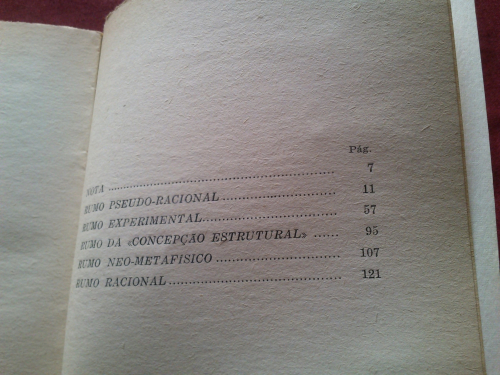 Pág.
NOTA ........................................................ 7
RUMO PSEUDO-RACIONAL ........................... 11
RUMO EXPERIMENTAL ................................ 57
RUMO DA «CONCEPÇÃO ESTRUTURAL» ...... 95
RUMO NEO-METAFISICO ............................. 107
RUMO RACIONAL ........................................ 121